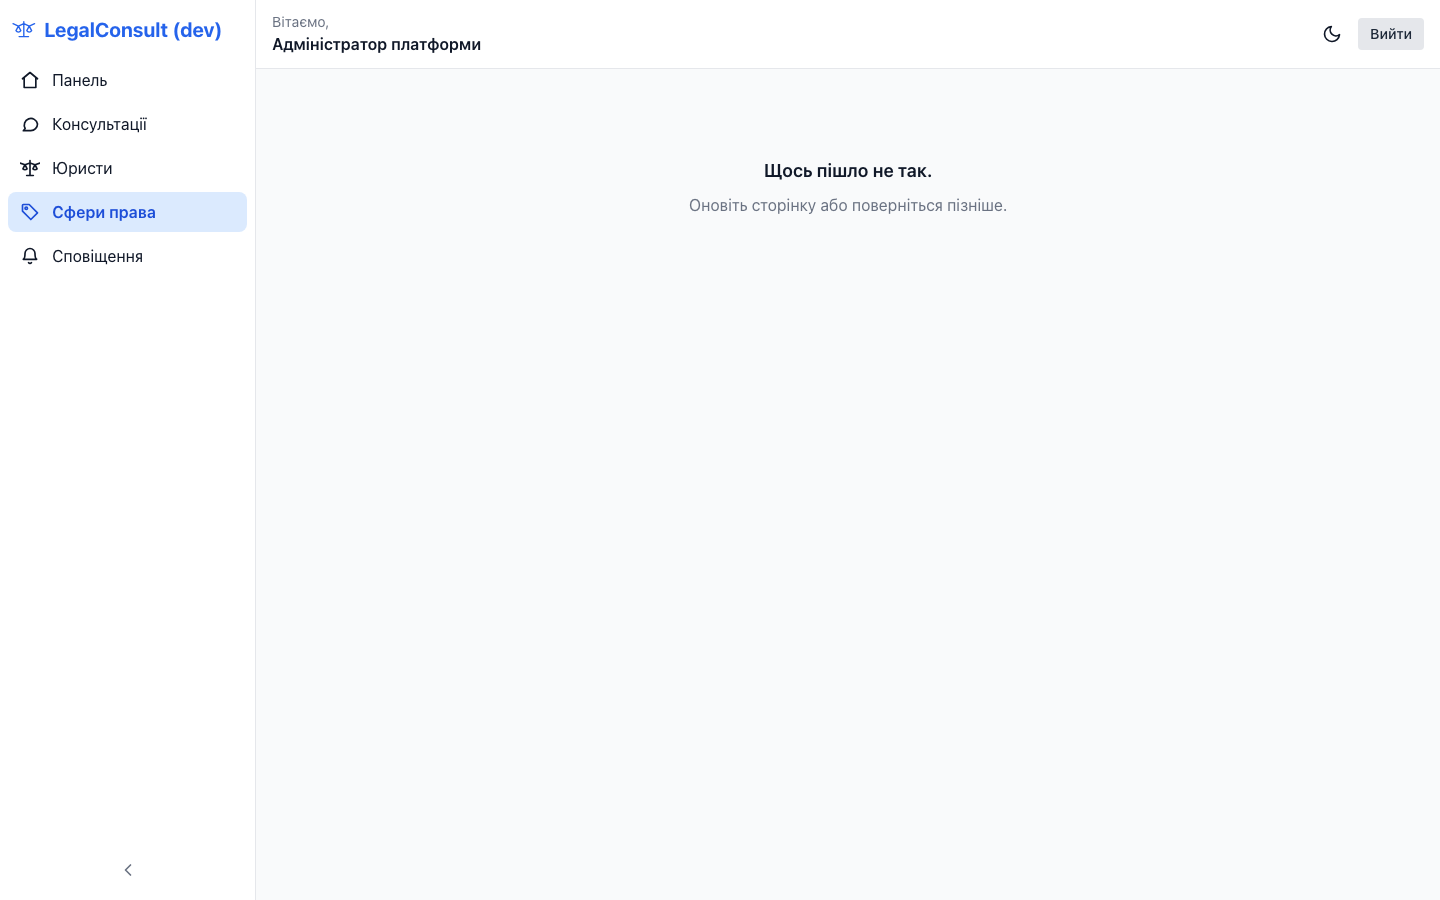 LegalConsult (dev)
Панель
Консультації
Юристи
Сфери права
Сповіщення
Вітаємо,
Адміністратор платформи
Вийти
Щось пішло не так.
Оновіть сторінку або поверніться пізніше.